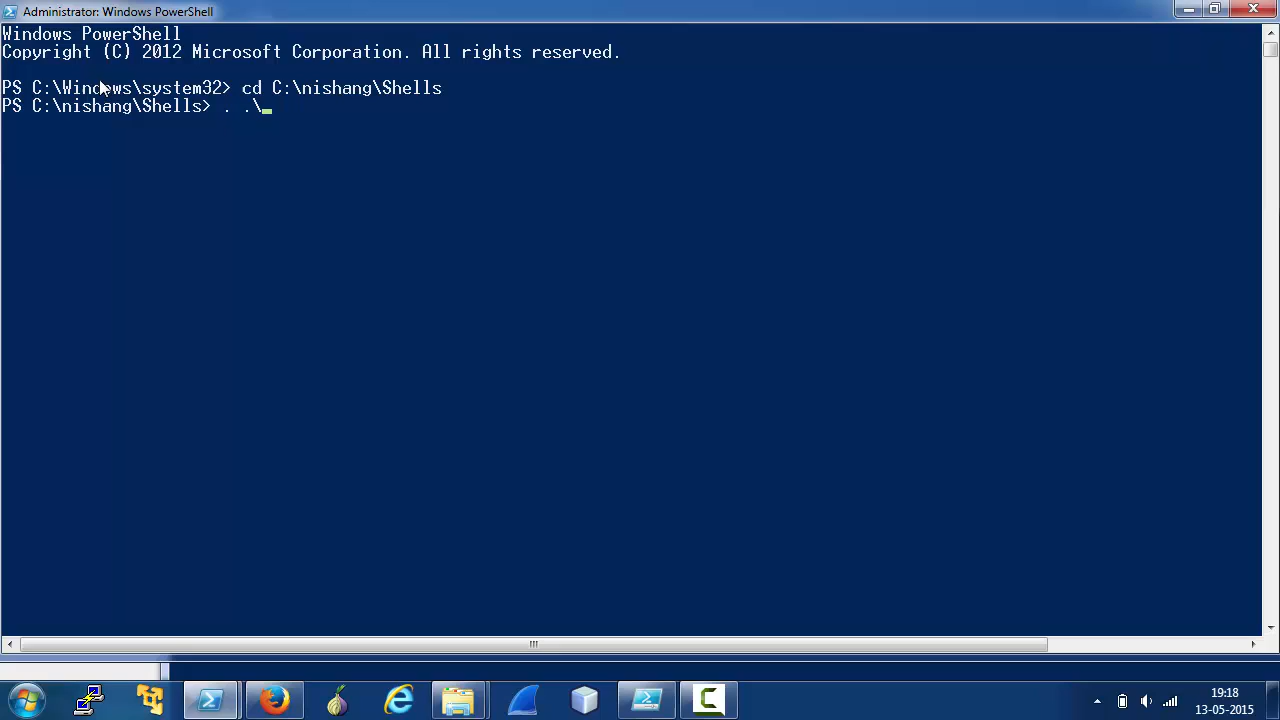 Administrator: Windows PowerShell
Windows PowerShell
Copyright (C) 2012 Microsoft Corporation. All rights reserved.
PS C:\Windows\system32> cd C:\nishang\Shells
PS C:\nishang\Shells> . .\
19:18
13-05-2015